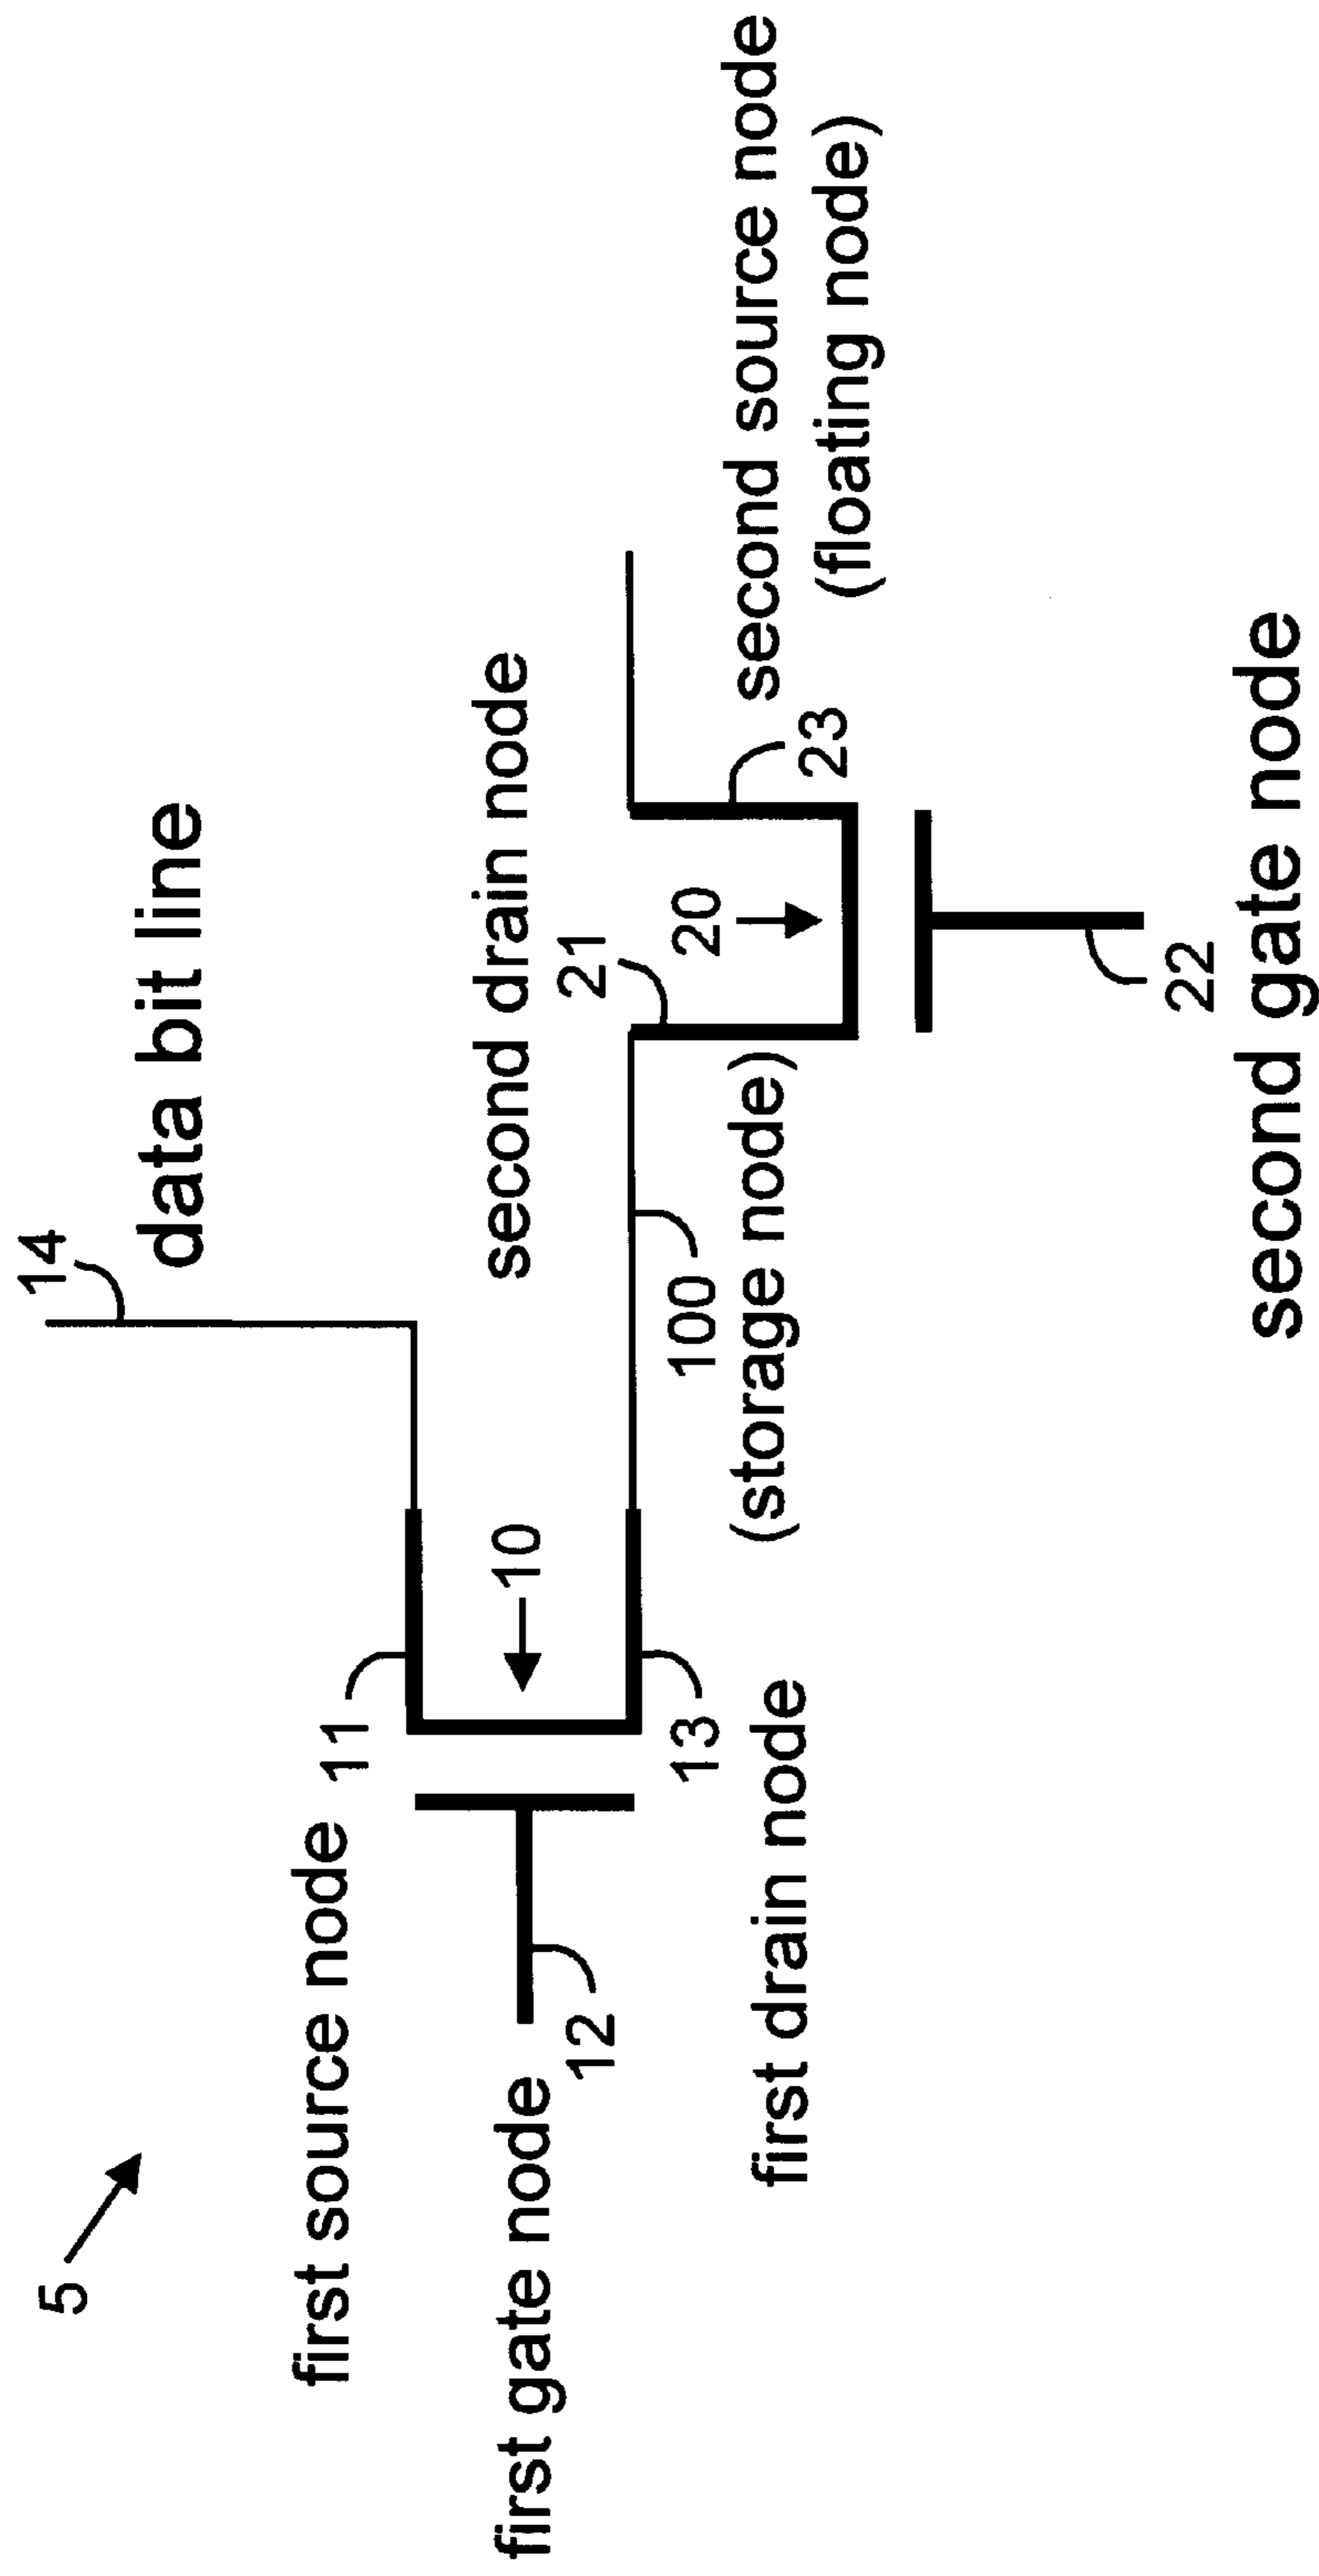 5
14
data bit line
first source node
11
first gate node
12
10
13
first drain node
second drain node
21
20
100
(storage node)
23
second source node
(floating node)
22
second gate node